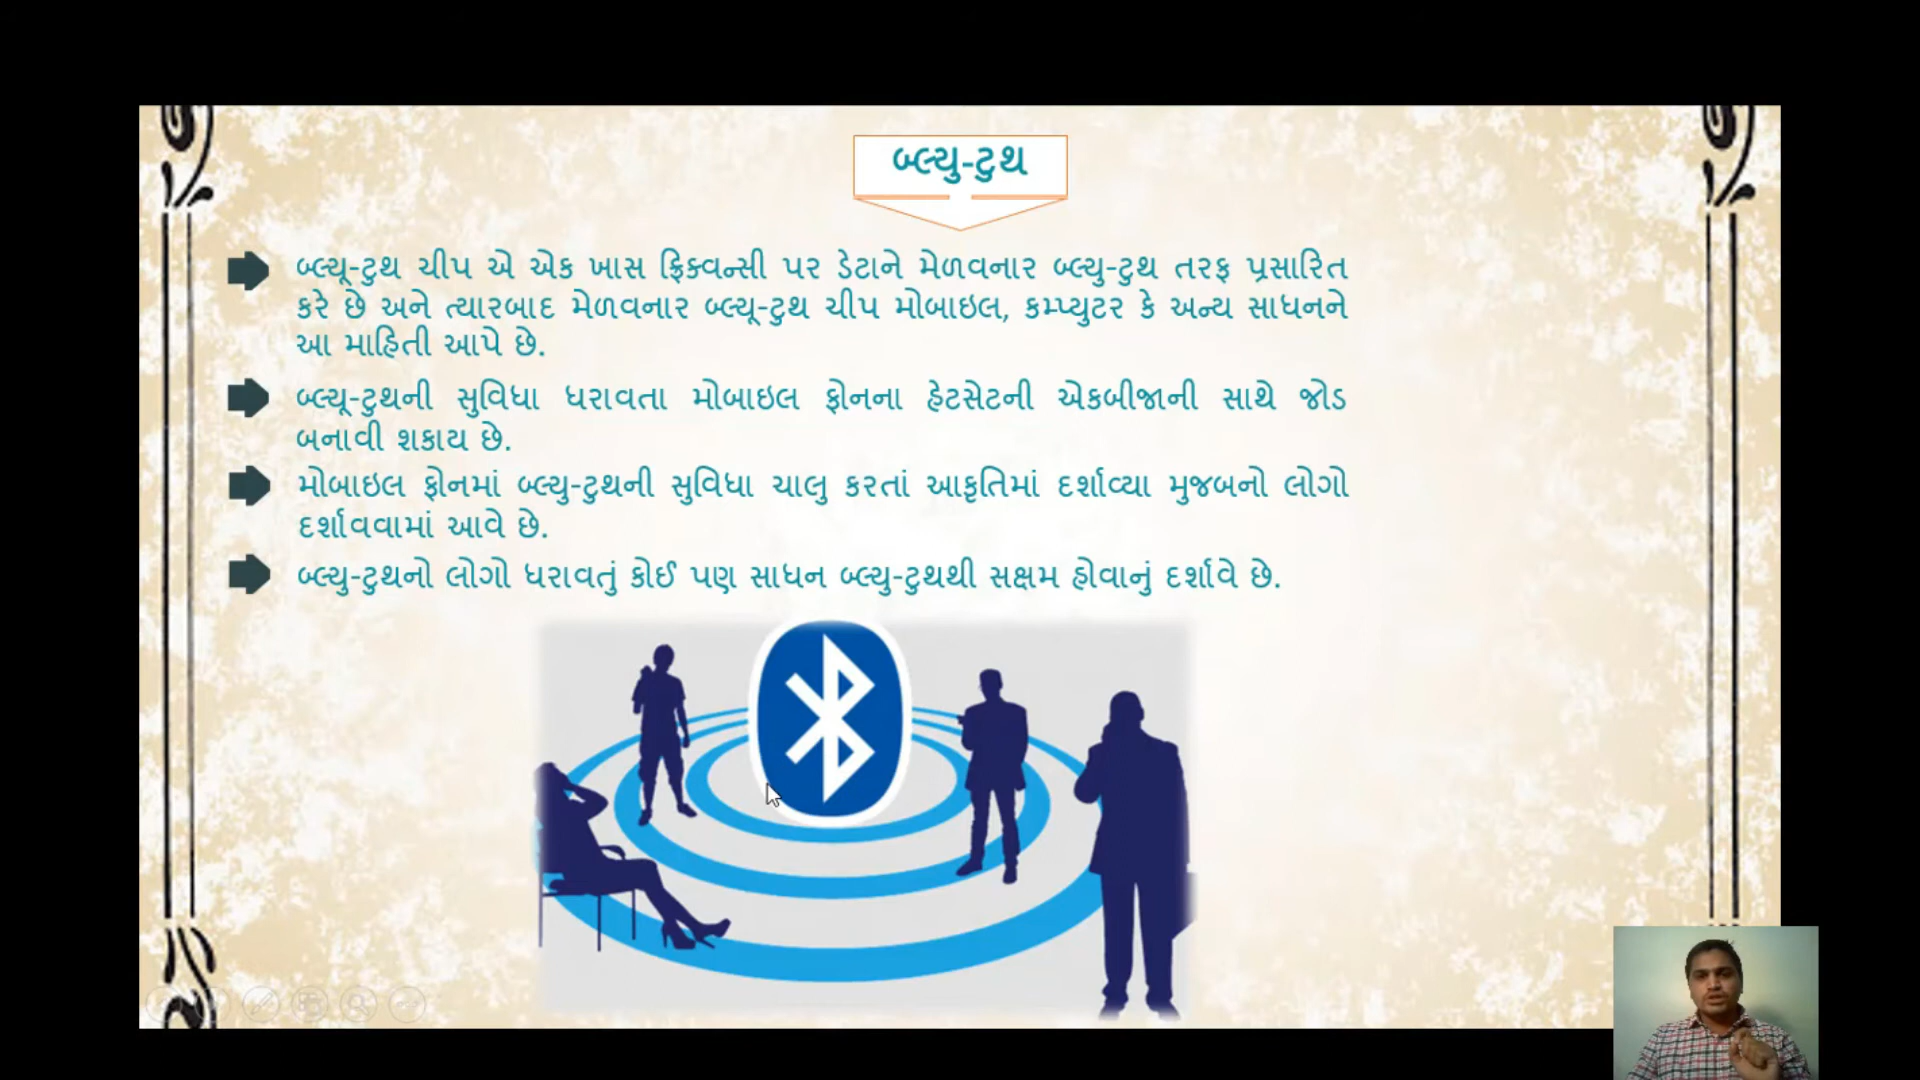 બ્લ્યુ-ટુથ
બ્લ્યૂ-ટુથ ચીપ એ એક ખાસ ફ્રિક્વન્સી પર ડેટાને મેળવનાર બ્લ્યુ-ટુથ તરફ પ્રસારિત
કરે છે અને ત્યારબાદ મેળવનાર બ્લ્યૂ-ટુથ ચીપ મોબાઇલ, કમ્પ્યુટર કે અન્ય સાધનને
આ માહિતી આપે છે.
બ્લ્યૂ-ટુથની સુવિધા ધરાવતા મોબાઇલ ફોનના હેટસેટની એકબીજાની સાથે જોડ
બનાવી શકાય છે.
મોબાઇલ ફોનમાં બ્લ્યુ-ટુથની સુવિધા ચાલુ કરતાં આકૃતિમાં દર્શાવ્યા મુજબનો લોગો
દર્શાવવામાં આવે છે.
બ્લ્યુ-ટુથનો લોગો ધરાવતું કોઈ પણ સાધન બ્લ્યુ-ટુથથી સક્ષમ હોવાનું દર્શાવે છે.